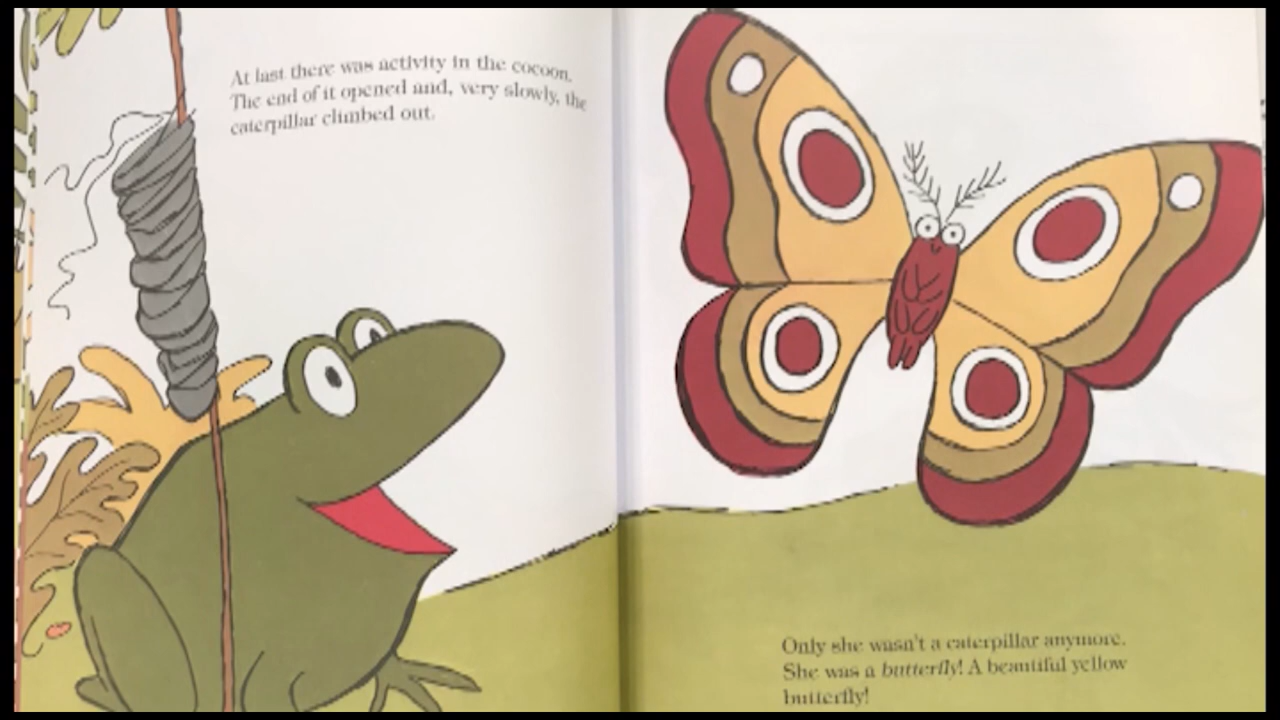 At last there was activity in the cocoon.
The end of it opened and, very slowly, the
caterpillar climbed out.
Only she wasn't a caterpillar anymore.
She was a butterfly! A beautiful yellow
butterfly!